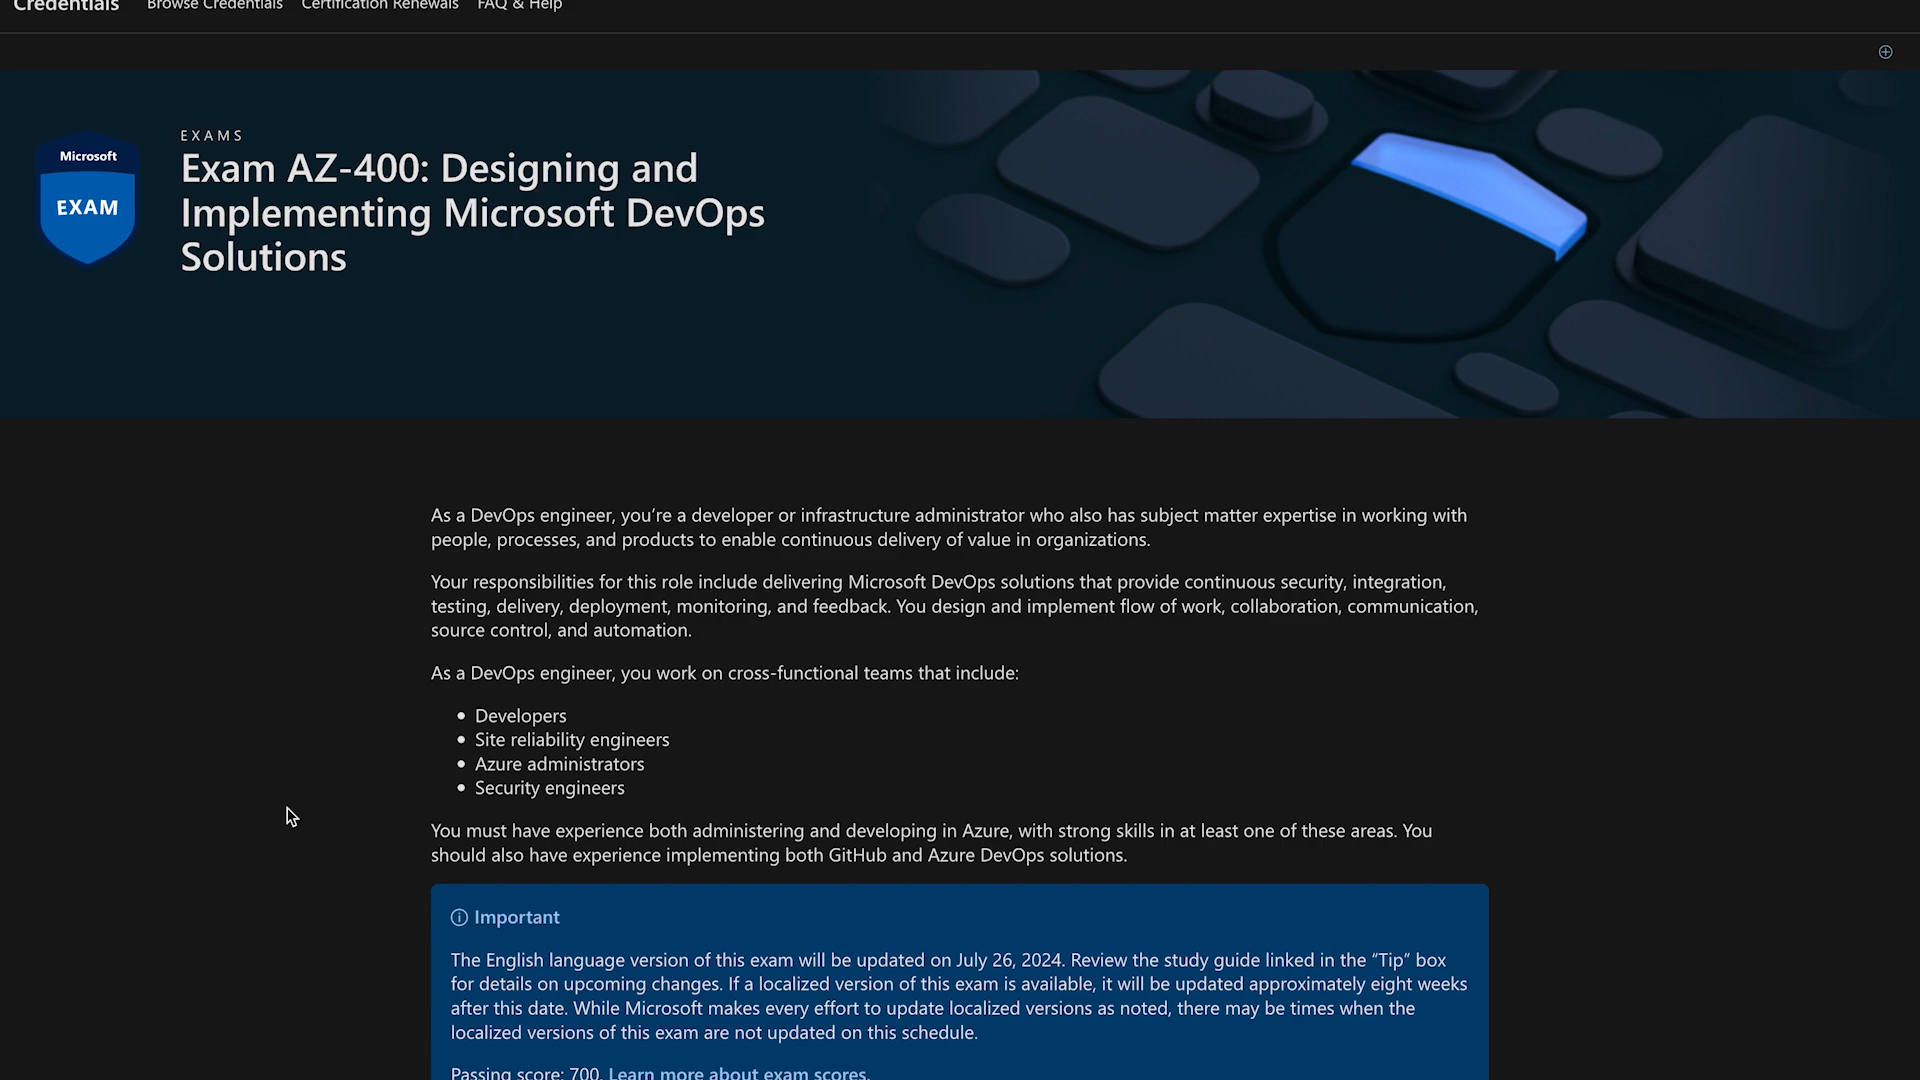 Credentials Browse Credentials Certification Renewals FAQ & Help
Microsoft
EXAM
EXAMS
Exam AZ-400: Designing and
Implementing Microsoft DevOps
Solutions
As a DevOps engineer, you’re a developer or infrastructure administrator who also has subject matter expertise in working with
people, processes, and products to enable continuous delivery of value in organizations.
Your responsibilities for this role include delivering Microsoft DevOps solutions that provide continuous security, integration,
testing, delivery, deployment, monitoring, and feedback. You design and implement flow of work, collaboration, communication,
source control, and automation.
As a DevOps engineer, you work on cross-functional teams that include:
• Developers
• Site reliability engineers
• Azure administrators
• Security engineers
You must have experience both administering and developing in Azure, with strong skills in at least one of these areas. You
should also have experience implementing both GitHub and Azure DevOps solutions.
Important
The English language version of this exam will be updated on July 26, 2024. Review the study guide linked in the “Tip” box
for details on upcoming changes. If a localized version of this exam is available, it will be updated approximately eight weeks
after this date. While Microsoft makes every effort to update localized versions as noted, there may be times when the
localized versions of this exam are not updated on this schedule.
Passing score: 700. Learn more about exam scores.